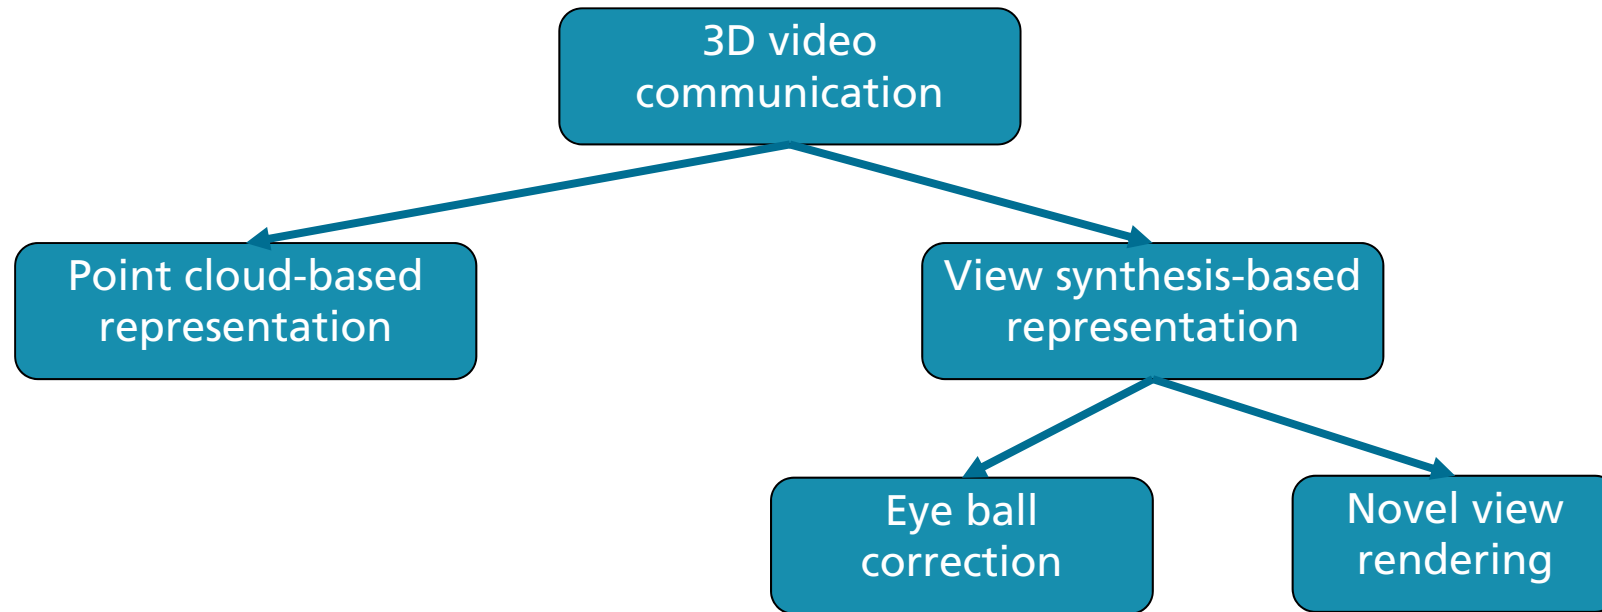 3D video
communication
Point cloud-based
representation
View synthesis-based
representation
Eye ball
correction
Novel view
rendering